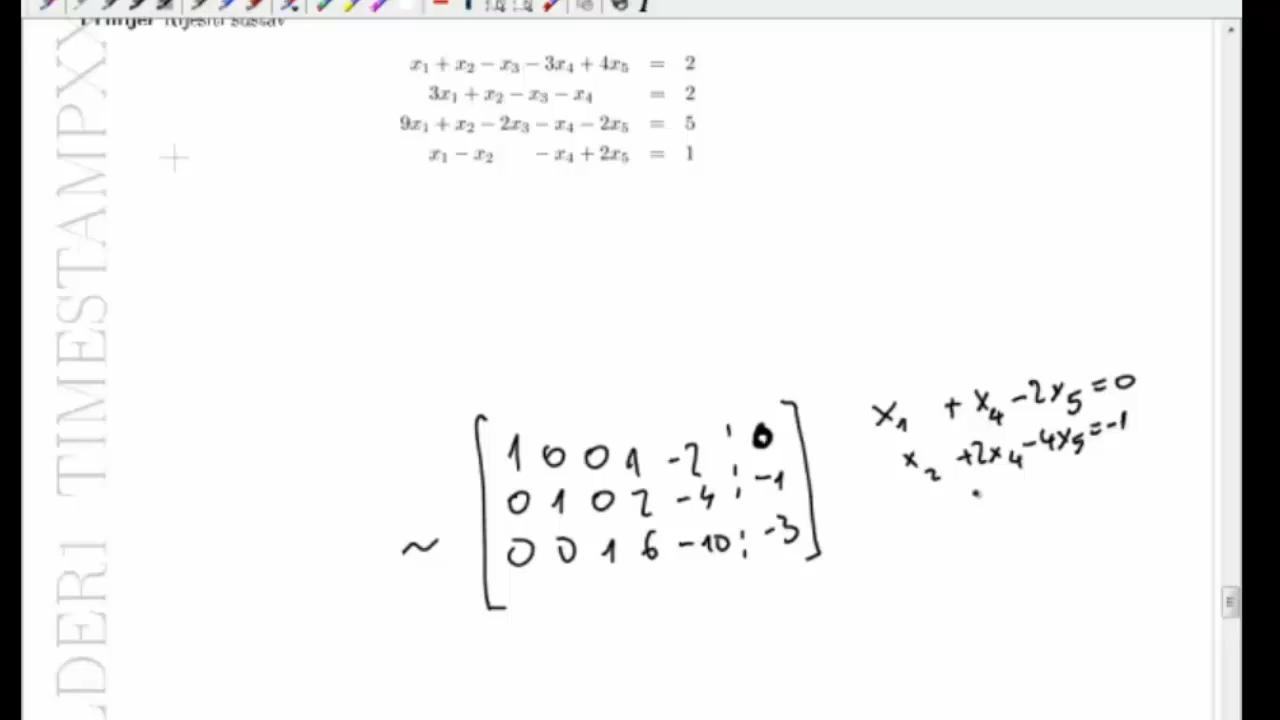 Primjer Riješiti sustav
x₁ + x₂ − x₃ − 3x₄ + 4x₅ = 2
3x₁ + x₂ − x₃ − x₄ = 2
9x₁ + x₂ − 2x₃ − x₄ − 2x₅ = 5
x₁ − x₂ − x₄ + 2x₅ = 1
LDER1 TIMESTAMPXX
x₁ + x₄ −2x₅ = 0
x₂ +2x₄ −4x₅ = −1
1 0 0 1 −2 ¦ 0
0 1 0 2 −4 ¦ −1
~ 0 0 1 6 −10 ¦ −3